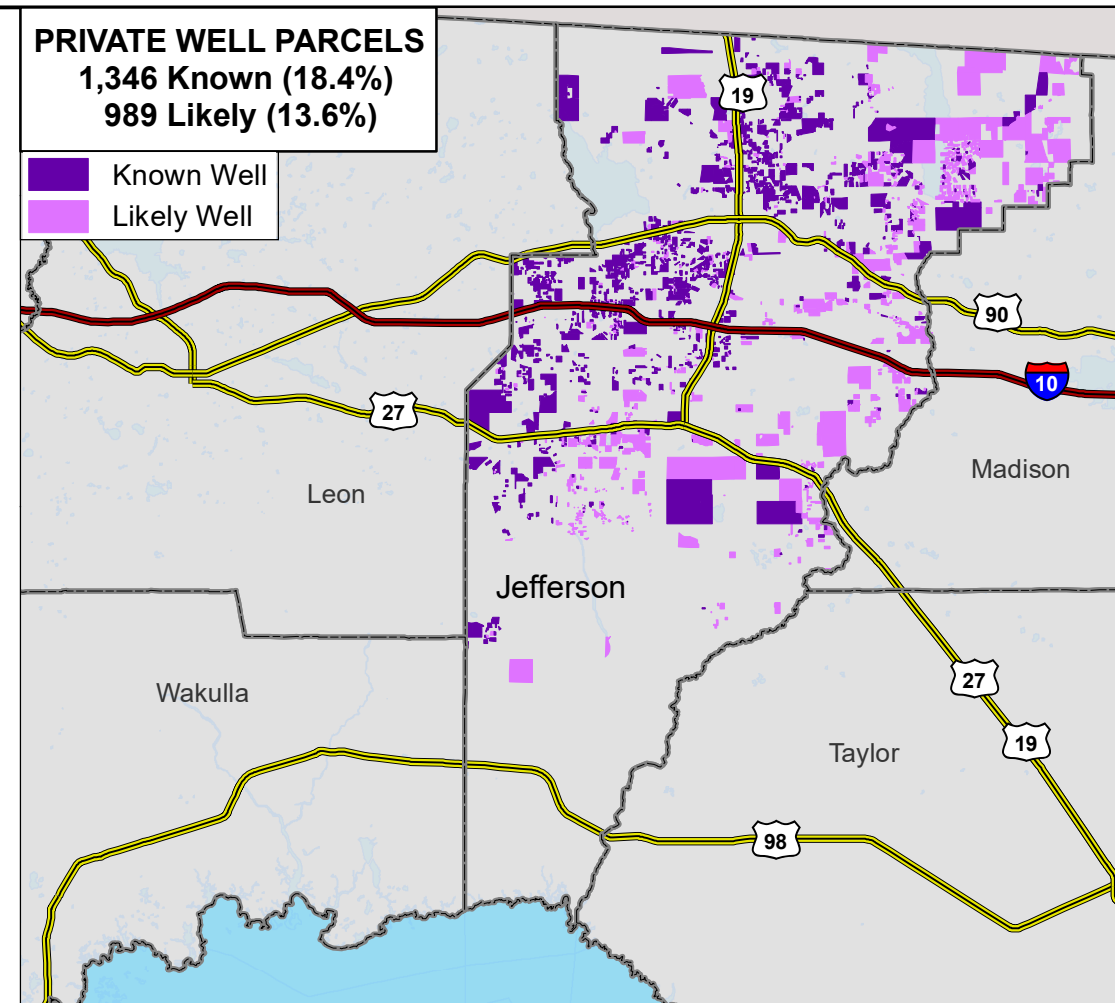 PRIVATE WELL PARCELS
1,346 Known (18.4%)
989 Likely (13.6%)
Known Well
Likely Well
19
90
10
27
Madison
Leon
Jefferson
27
Wakulla
19
Taylor
98